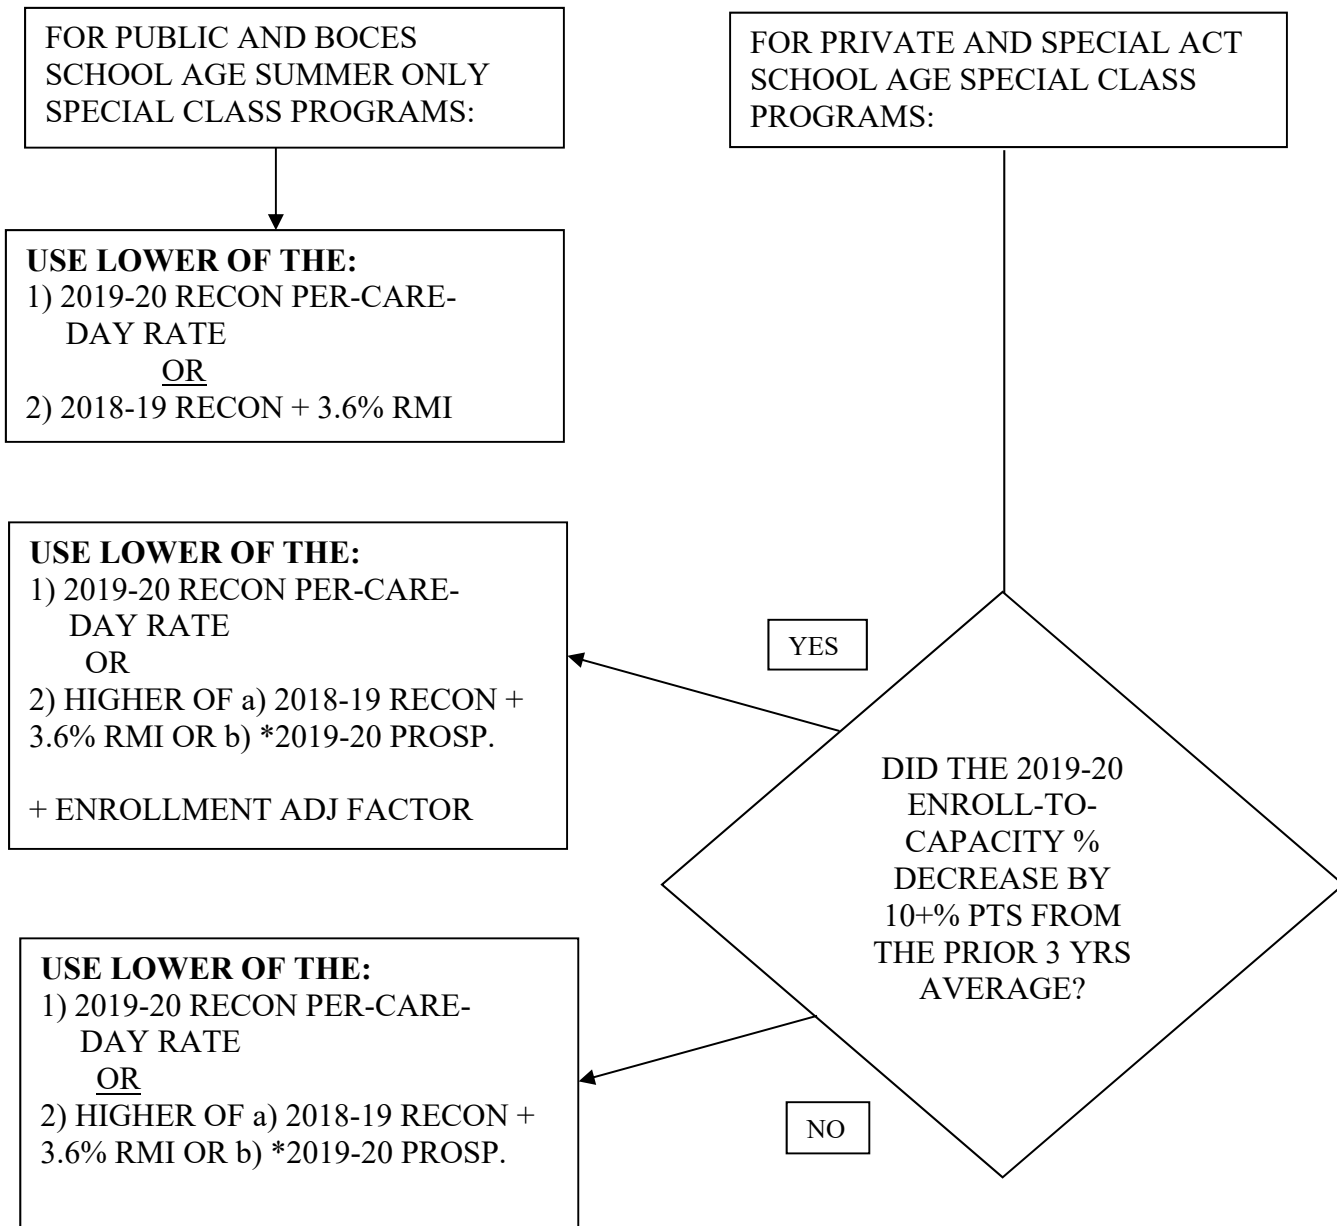 FOR PUBLIC AND BOCES
SCHOOL AGE SUMMER ONLY
SPECIAL CLASS PROGRAMS:
FOR PRIVATE AND SPECIAL ACT
SCHOOL AGE SPECIAL CLASS
PROGRAMS:
USE LOWER OF THE:
1) 2019-20 RECON PER-CARE-
DAY RATE
OR
2) 2018-19 RECON + 3.6% RMI
USE LOWER OF THE:
1) 2019-20 RECON PER-CARE-
DAY RATE
OR
2) HIGHER OF a) 2018-19 RECON +
3.6% RMI OR b) *2019-20 PROSP.
+ ENROLLMENT ADJ FACTOR
YES
DID THE 2019-20
ENROLL-TO-
CAPACITY %
DECREASE BY
10+% PTS FROM
THE PRIOR 3 YRS
AVERAGE?
USE LOWER OF THE:
1) 2019-20 RECON PER-CARE-
DAY RATE
OR
2) HIGHER OF a) 2018-19 RECON +
3.6% RMI OR b) *2019-20 PROSP.
NO